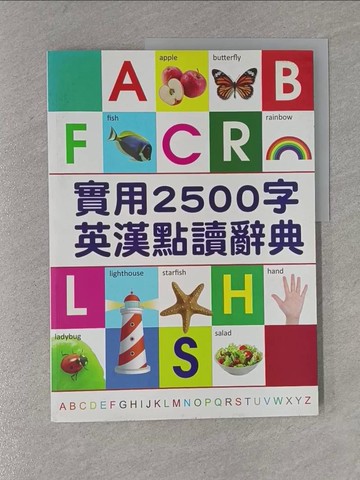 A
apple
butterfly
B
F
fish
C
R
rainbow
實用2500字
英漢點讀辭典
L
lighthouse
starfish
H
hand
ladybug
S
salad
ABCDEFGHIJKLMNOPQRSTUVWXYZ